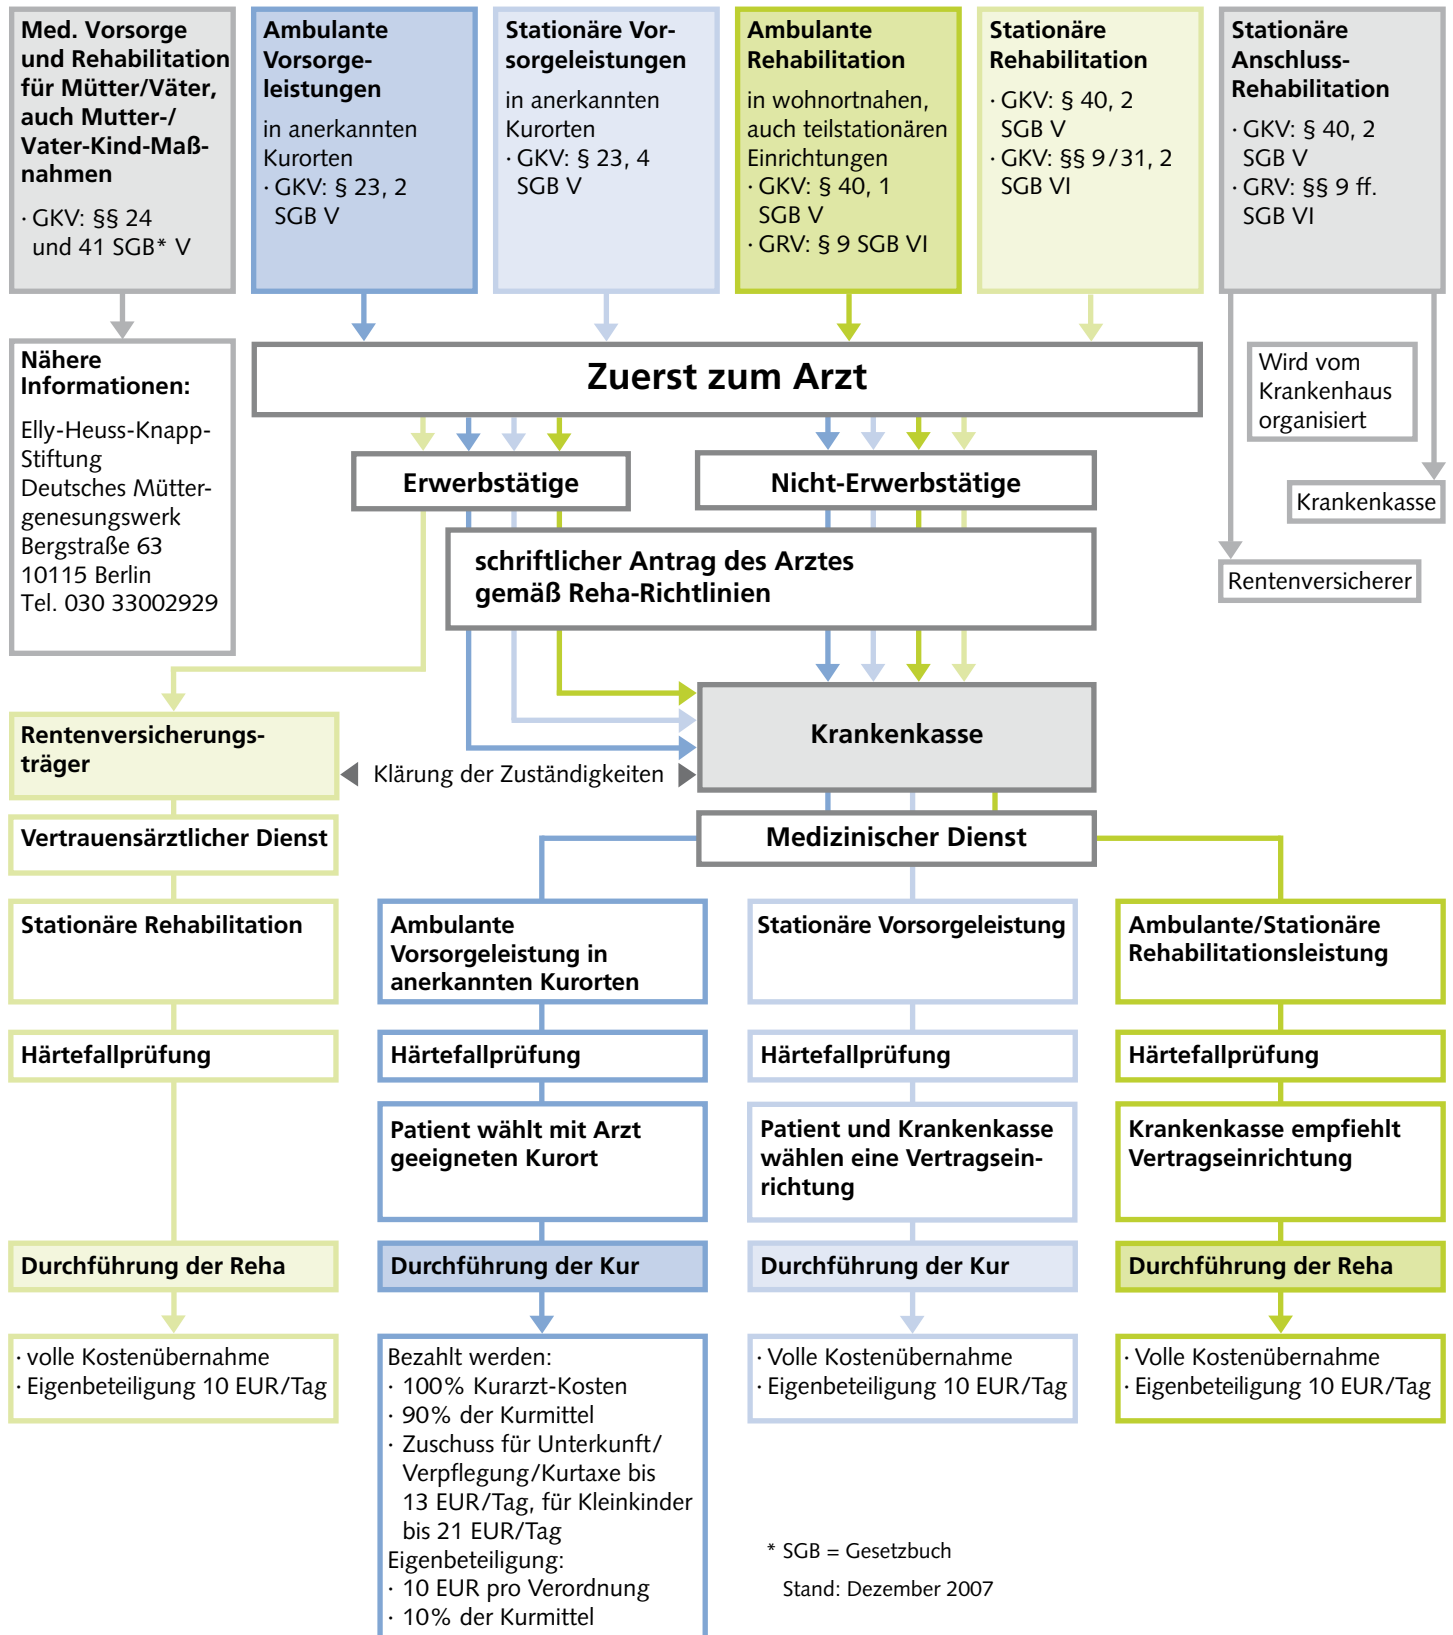 Med. Vorsorge
und Rehabilitation
für Mütter/Väter,
auch Mutter-/
Vater-Kind-Maß-
nahmen
· GKV: §§ 24
und 41 SGB* V
Ambulante
Vorsorge-
leistungen
in anerkannten
Kurorten
· GKV: § 23, 2
SGB V
Stationäre Vor-
sorgeleistungen
in anerkannten
Kurorten
· GKV: § 23, 4
SGB V
Ambulante
Rehabilitation
in wohnortnahen,
auch teilstationären
Einrichtungen
· GKV: § 40, 1
SGB V
· GRV: § 9 SGB VI
Stationäre
Rehabilitation
· GKV: § 40, 2
SGB V
· GKV: §§ 9/31, 2
SGB VI
Stationäre
Anschluss-
Rehabilitation
· GKV: § 40, 2
SGB V
· GRV: §§ 9 ff.
SGB VI
Nähere
Informationen:
Elly-Heuss-Knapp-
Stiftung
Deutsches Mütter-
genesungswerk
Bergstraße 63
10115 Berlin
Tel. 030 33002929
Zuerst zum Arzt
Wird vom
Krankenhaus
organisiert
Krankenkasse
Rentenversicherer
Erwerbstätige
Nicht-Erwerbstätige
schriftlicher Antrag des Arztes
gemäß Reha-Richtlinien
Rentenversicherungs-
träger
Klärung der Zuständigkeiten
Krankenkasse
Vertrauensärztlicher Dienst
Medizinischer Dienst
Stationäre Rehabilitation
Ambulante
Vorsorgeleistung in
anerkannten Kurorten
Stationäre Vorsorgeleistung
Ambulante/Stationäre
Rehabilitationsleistung
Härtefallprüfung
Härtefallprüfung
Härtefallprüfung
Härtefallprüfung
Patient wählt mit Arzt
geeigneten Kurort
Patient und Krankenkasse
wählen eine Vertragsein-
richtung
Krankenkasse empfiehlt
Vertragseinrichtung
Durchführung der Reha
Durchführung der Kur
Durchführung der Kur
Durchführung der Reha
· volle Kostenübernahme
· Eigenbeteiligung 10 EUR/Tag
Bezahlt werden:
· 100% Kurarzt-Kosten
· 90% der Kurmittel
· Zuschuss für Unterkunft/
Verpflegung/Kurtaxe bis
13 EUR/Tag, für Kleinkinder
bis 21 EUR/Tag
Eigenbeteiligung:
· 10 EUR pro Verordnung
· 10% der Kurmittel
· Volle Kostenübernahme
· Eigenbeteiligung 10 EUR/Tag
· Volle Kostenübernahme
· Eigenbeteiligung 10 EUR/Tag
* SGB = Gesetzbuch
Stand: Dezember 2007